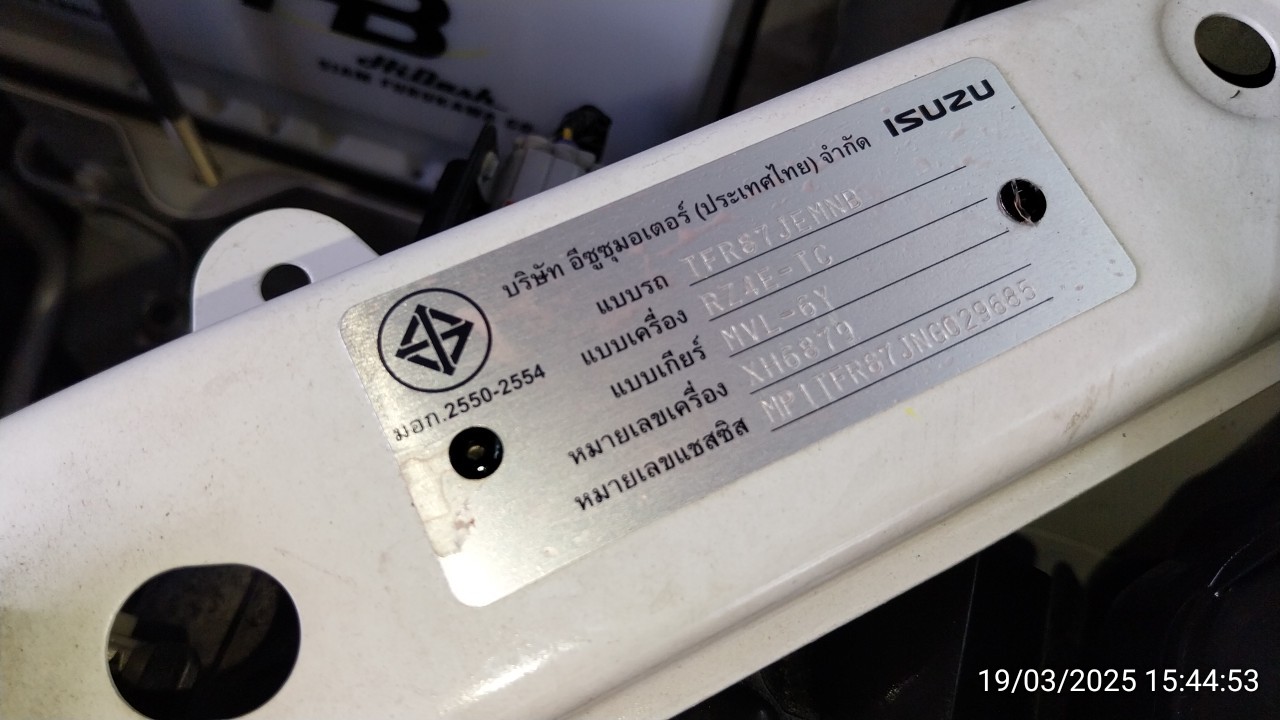 HiDash
SIAM FURUKAWA CO
ISUZU
บริษัท อีซูซุมอเตอร์ (ประเทศไทย) จำกัด
แบบรถ TFR87JEMNB
แบบเครื่อง RZ4E-TC
แบบเกียร์ MVL-6Y
หมายเลขเครื่อง XH6879
หมายเลขแชสซิส MP1TFR87JNG029685
มอก.2550-2554
19/03/2025 15:44:53